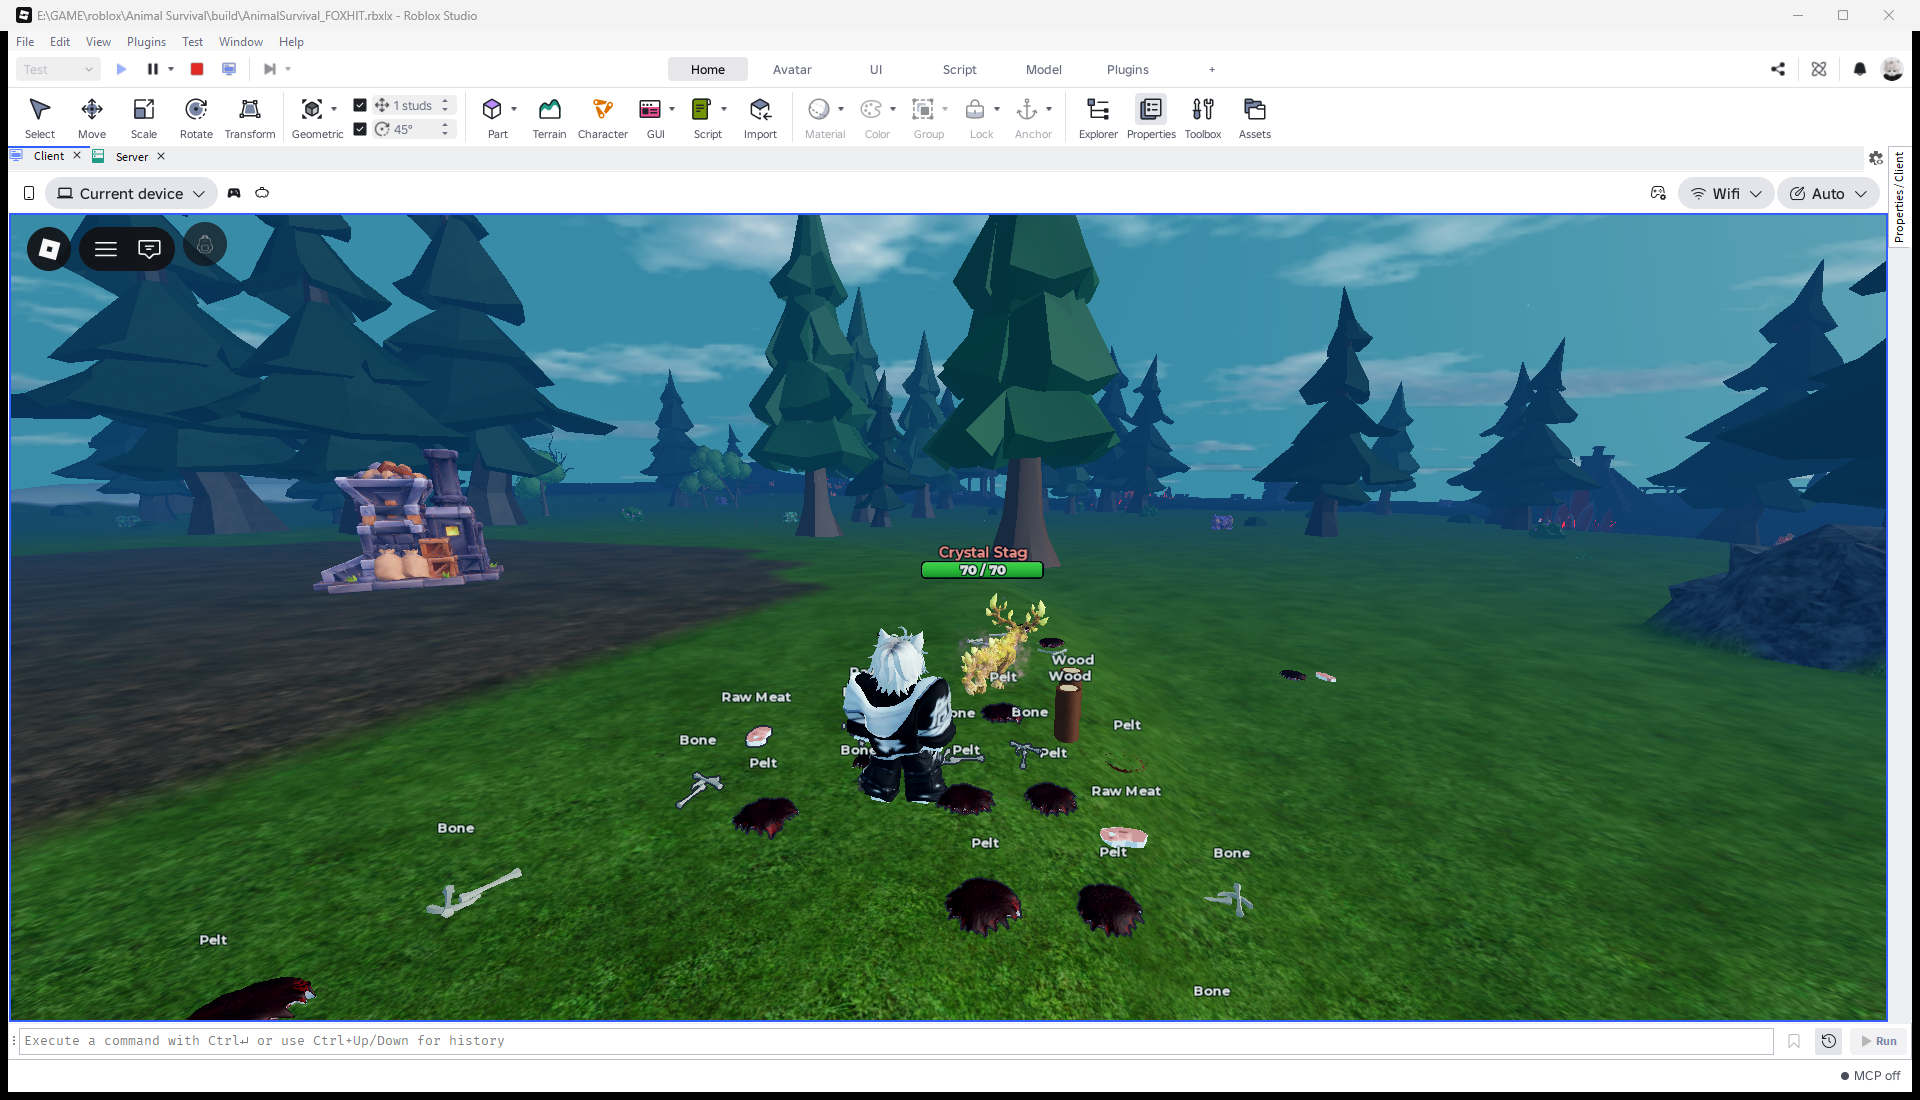 E:\GAME\roblox\Animal Survival\build\AnimalSurvival_FOXHIT.rbxlx - Roblox Studio
File Edit View Plugins Test Window Help
Test
Home Avatar UI Script Model Plugins +
1 studs
45°
Select Move Scale Rotate Transform Geometric Part Terrain Character GUI Script Import Material Color Group Lock Anchor Explorer Properties Toolbox Assets
Client Server
Properties / Client
Current device
Wifi Auto
Crystal Stag
70 / 70
Wood
Wood
Pelt
Raw Meat
Bone
Pelt
Bone
Bone
Pelt
Pelt
Pelt
Pelt
Raw Meat
Bone
Pelt
Pelt
Bone
Pelt
Bone
Execute a command with Ctrl↵ or use Ctrl+Up/Down for history
Run
MCP off